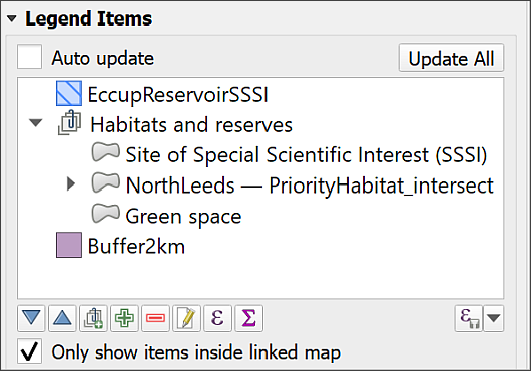 Legend Items
Auto update Update All
EccupReservoirSSSI
Habitats and reserves
Site of Special Scientific Interest (SSSI)
NorthLeeds — PriorityHabitat_intersect
Green space
Buffer2km
ε Σ ε
Only show items inside linked map